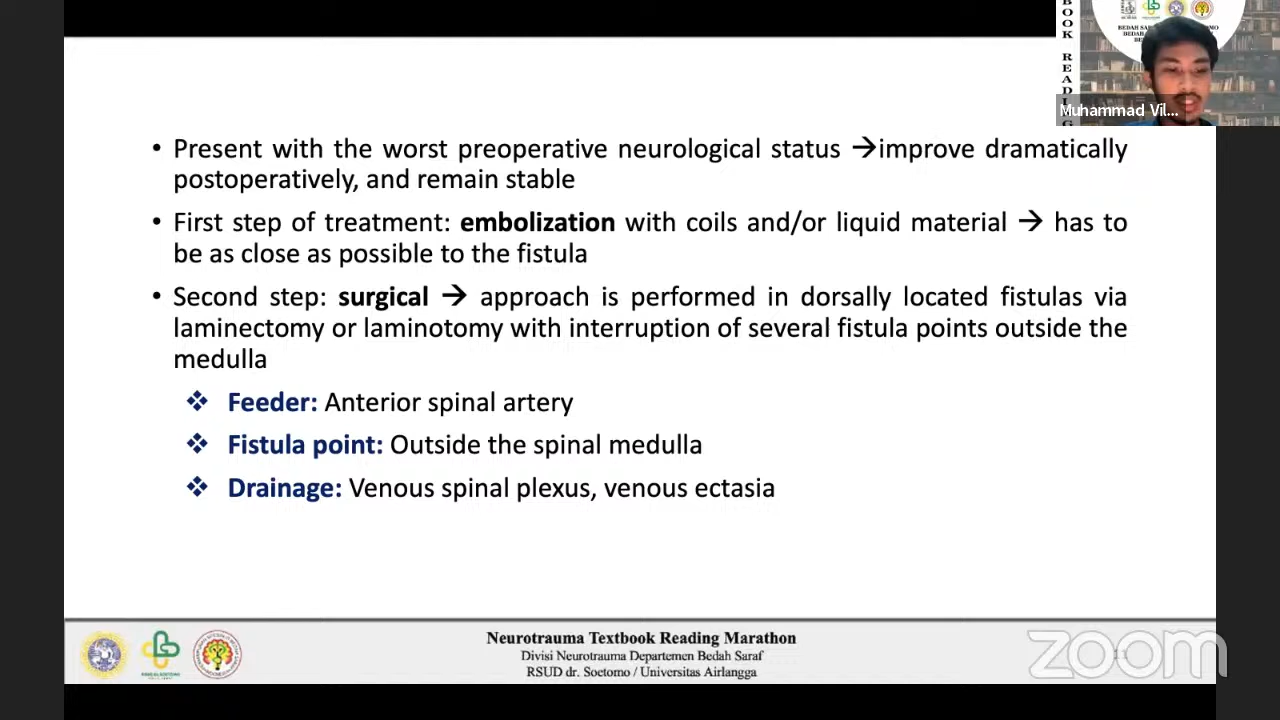 BOOK READING
Muhammad Vil...
• Present with the worst preoperative neurological status →improve dramatically
postoperatively, and remain stable
• First step of treatment: embolization with coils and/or liquid material → has to
be as close as possible to the fistula
• Second step: surgical → approach is performed in dorsally located fistulas via
laminectomy or laminotomy with interruption of several fistula points outside the
medulla
❖ Feeder: Anterior spinal artery
❖ Fistula point: Outside the spinal medulla
❖ Drainage: Venous spinal plexus, venous ectasia
Neurotrauma Textbook Reading Marathon
Divisi Neurotrauma Departemen Bedah Saraf
RSUD dr. Soetomo / Universitas Airlangga
zoom